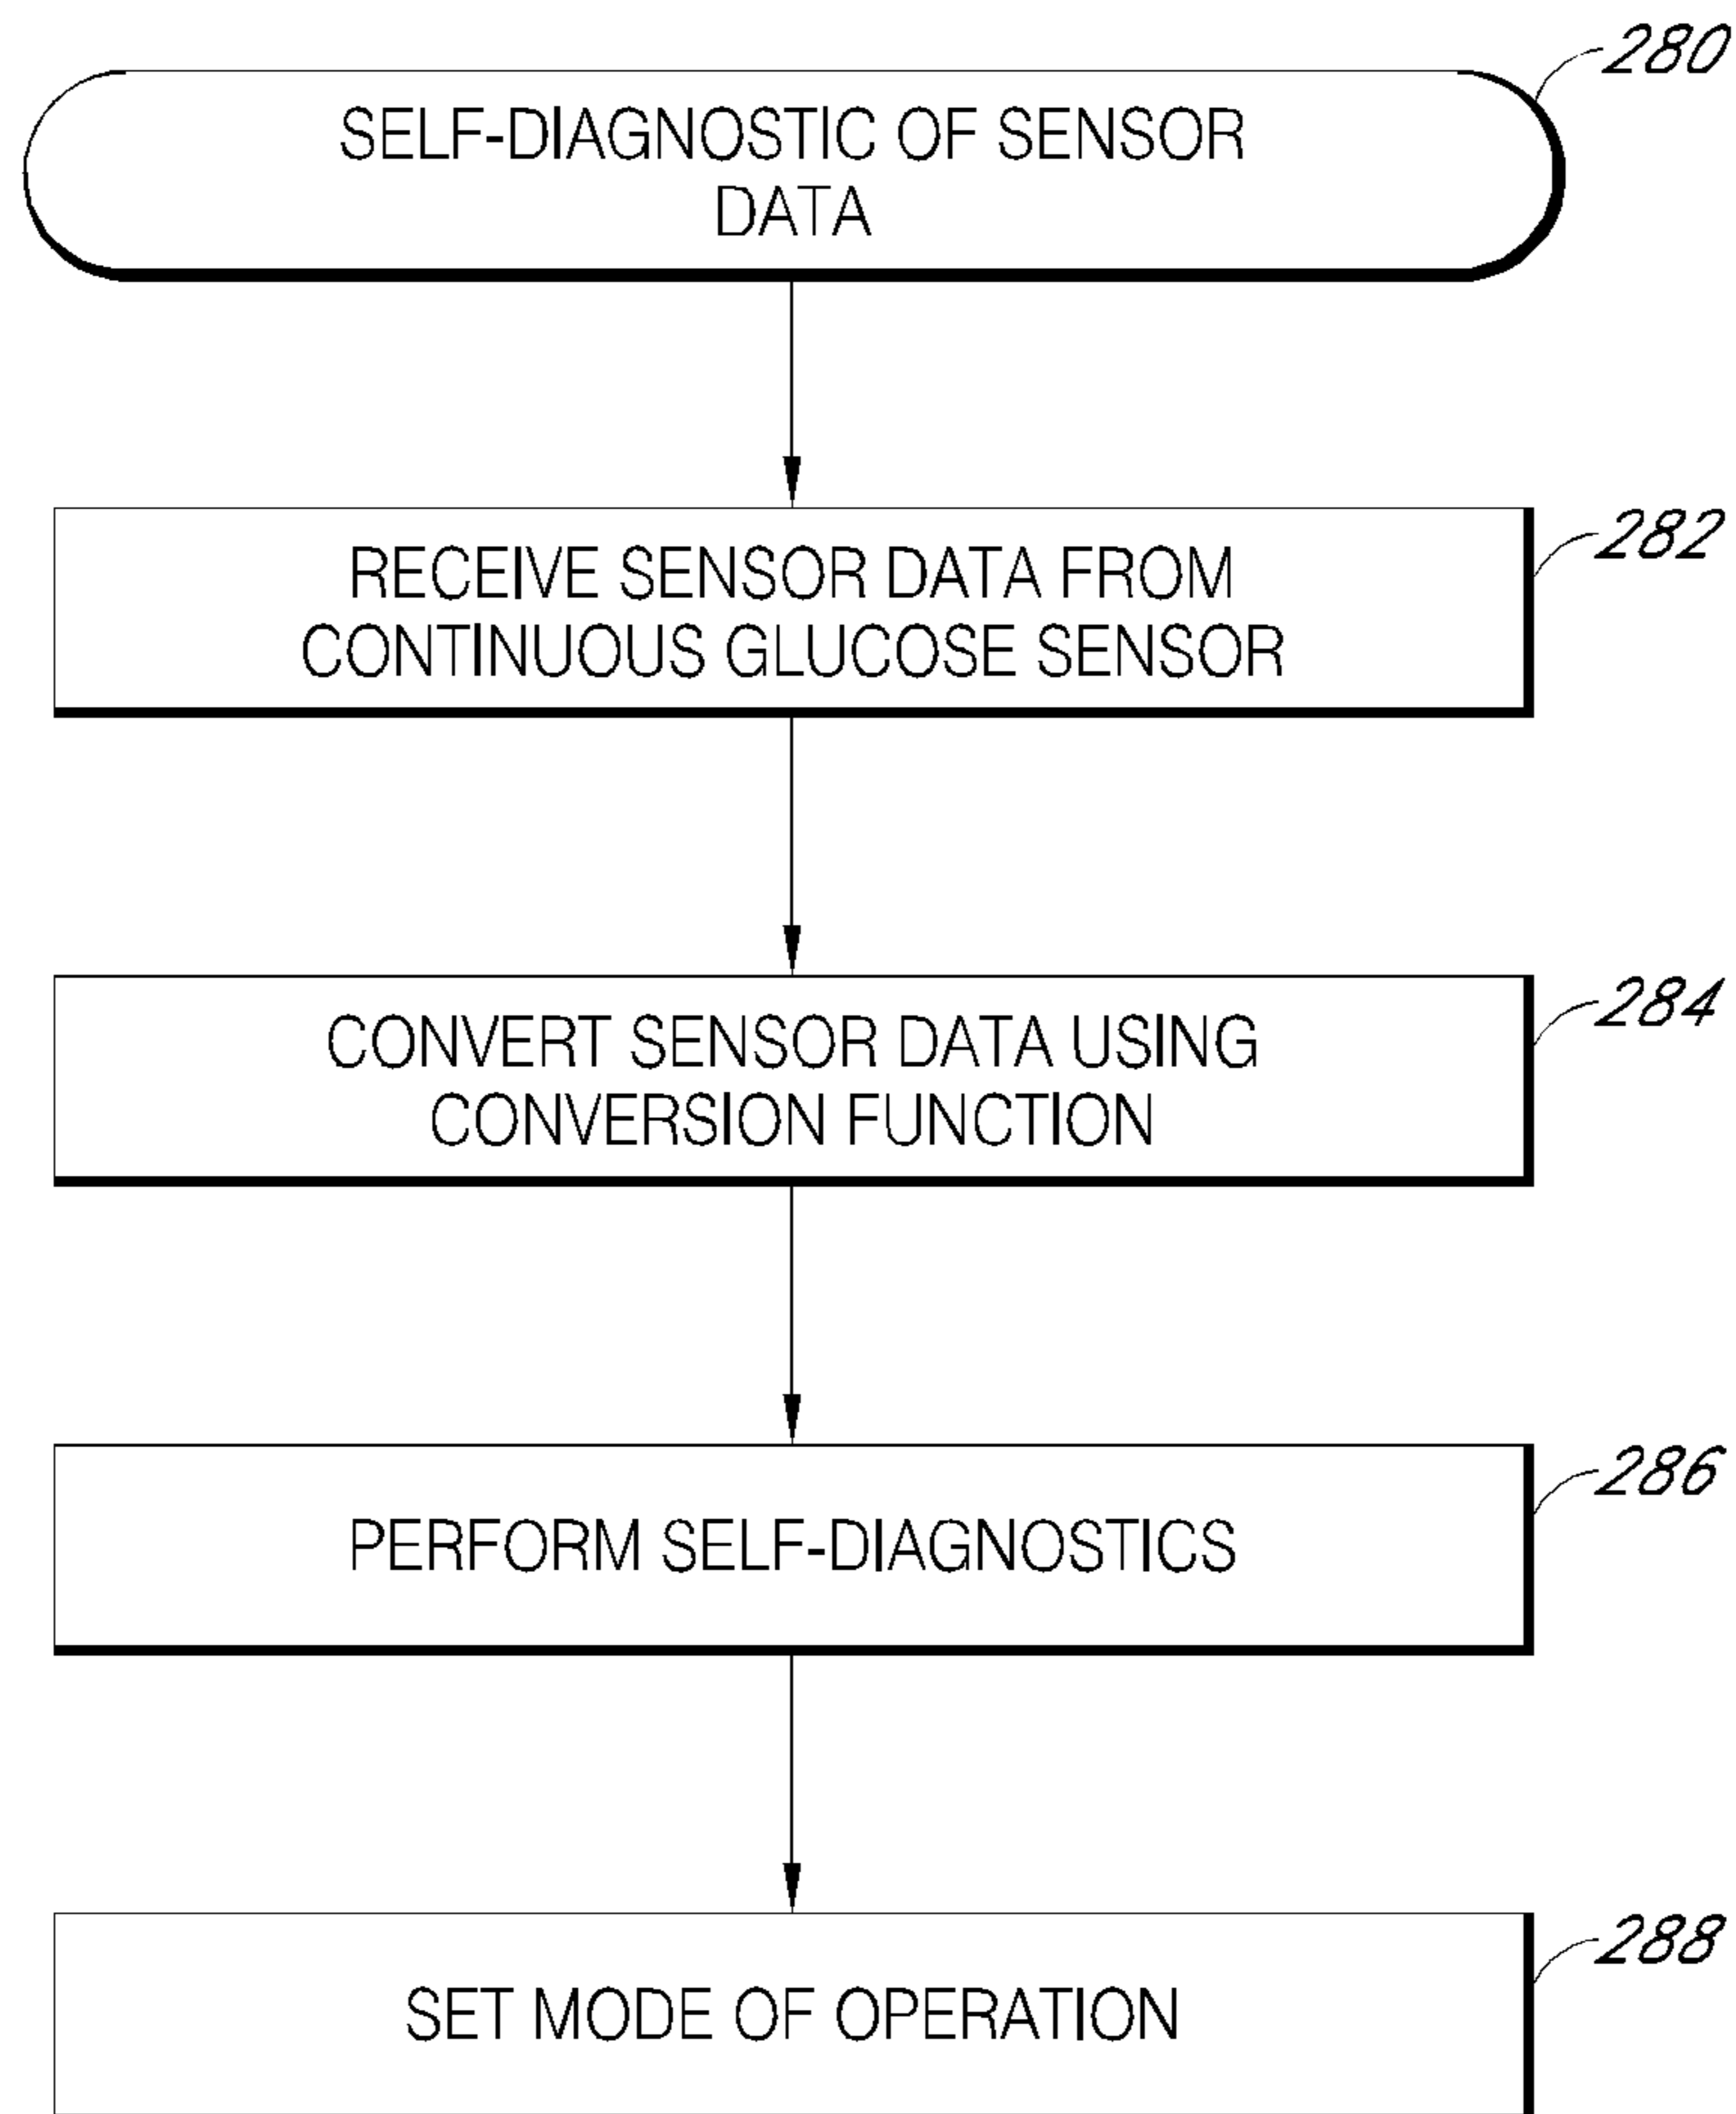 280
SELF-DIAGNOSTIC OF SENSOR
DATA
282
RECEIVE SENSOR DATA FROM
CONTINUOUS GLUCOSE SENSOR
284
CONVERT SENSOR DATA USING
CONVERSION FUNCTION
286
PERFORM SELF-DIAGNOSTICS
288
SET MODE OF OPERATION